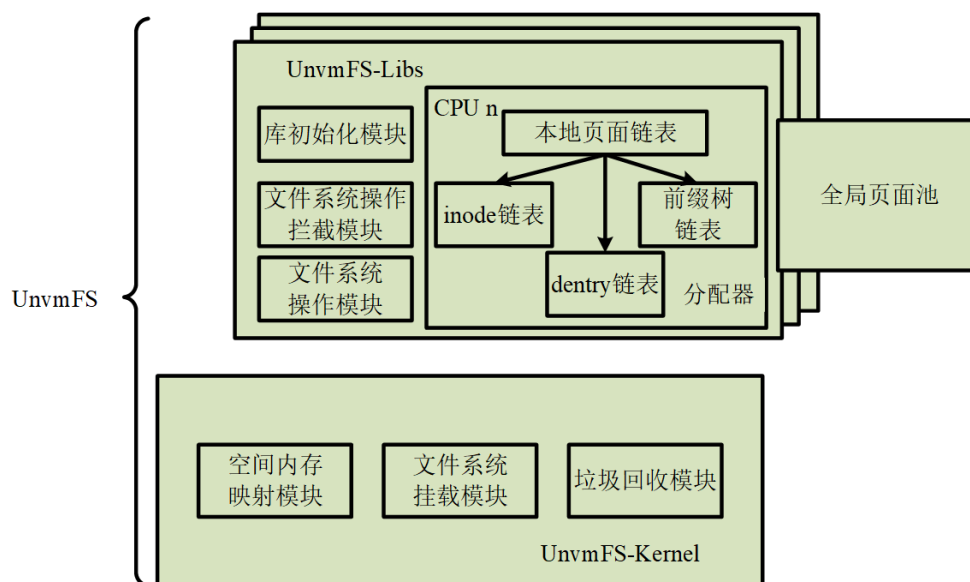 UnvmFS
UnvmFS-Libs
库初始化模块
文件系统操作
拦截模块
文件系统
操作模块
CPU n
本地页面链表
inode链表
前缀树
链表
dentry链表
分配器
全局页面池
空间内存
映射模块
文件系统
挂载模块
垃圾回收模块
UnvmFS-Kernel